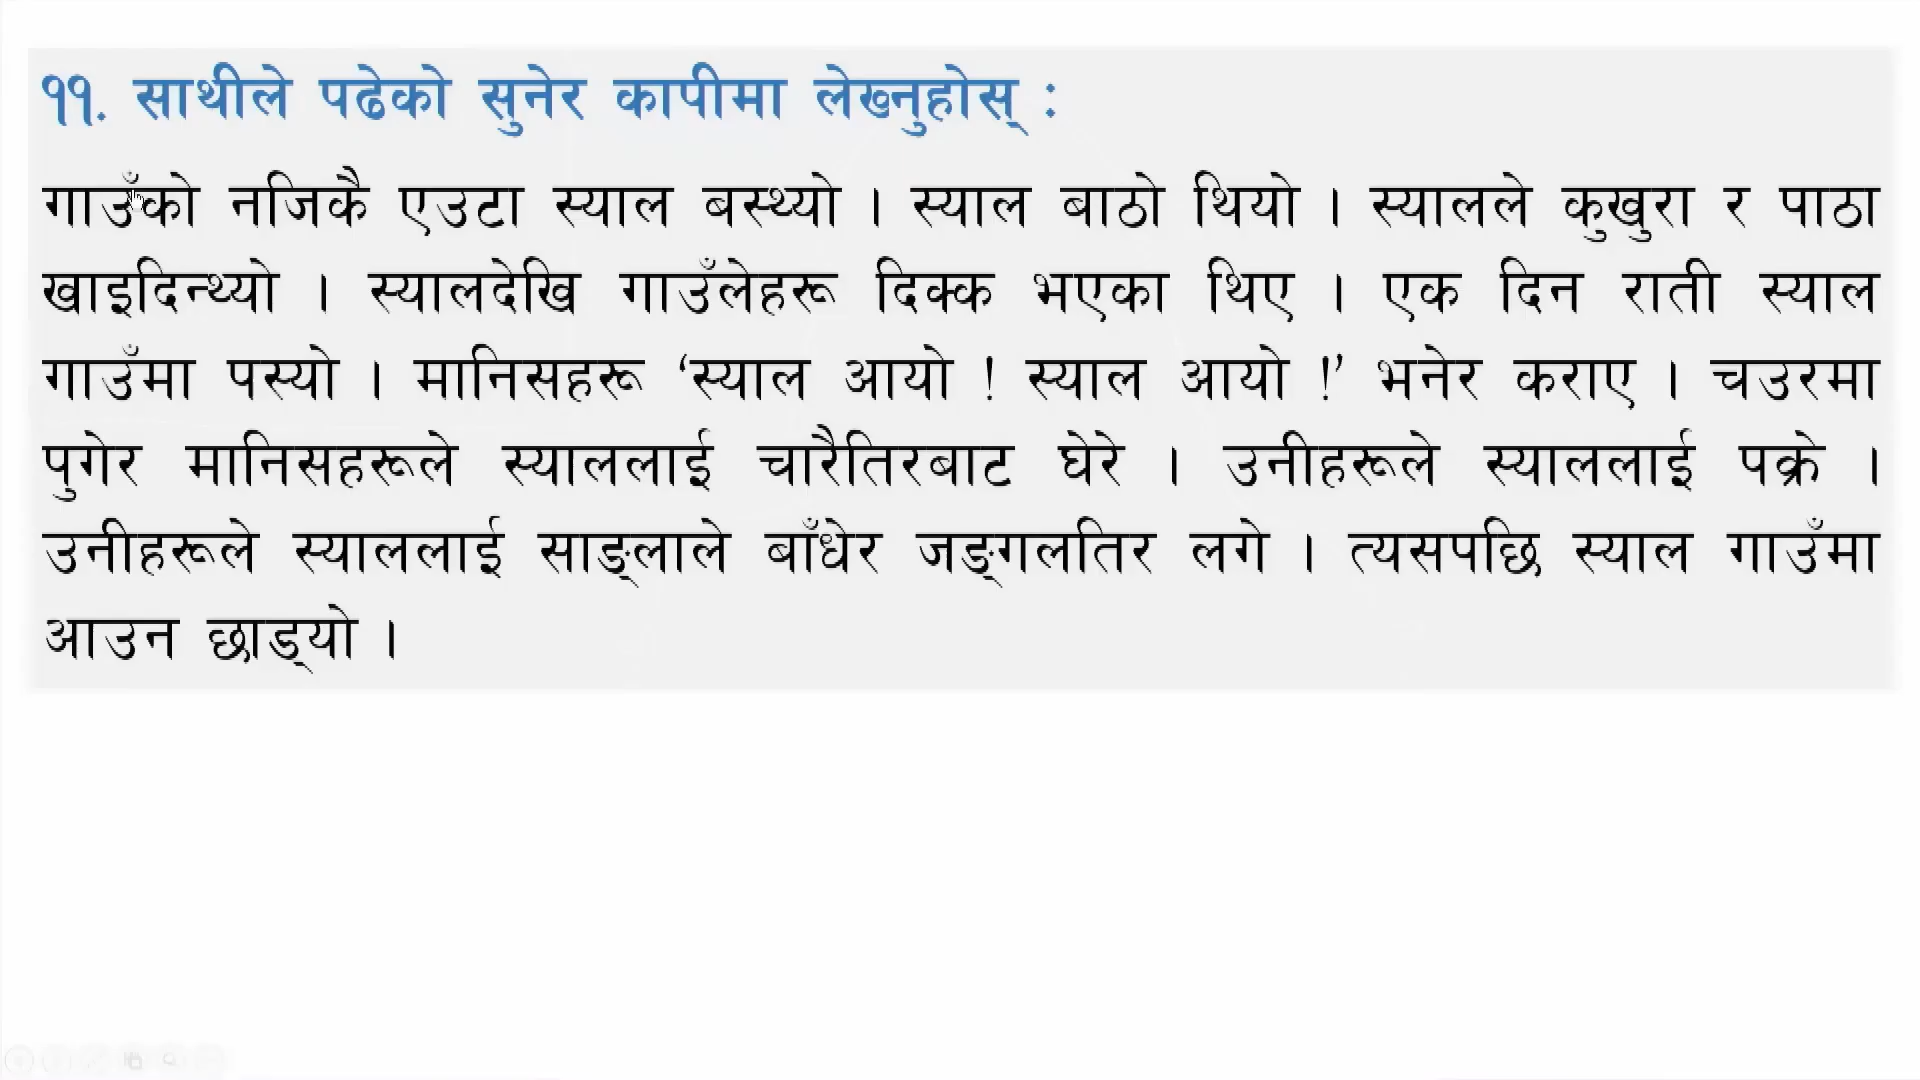 ११. साथीले पढेको सुनेर कापीमा लेख्नुहोस् :
गाउँको नजिकै एउटा स्याल बस्थ्यो । स्याल बाठो थियो । स्यालले कुखुरा र पाठा
खाइदिन्थ्यो । स्यालदेखि गाउँलेहरू दिक्क भएका थिए । एक दिन राती स्याल
गाउँमा पस्यो । मानिसहरू ‘स्याल आयो ! स्याल आयो !’ भनेर कराए । चउरमा
पुगेर मानिसहरूले स्याललाई चारैतिरबाट घेरे । उनीहरूले स्याललाई पक्रे ।
उनीहरूले स्याललाई साङ्लाले बाँधेर जङ्गलतिर लगे । त्यसपछि स्याल गाउँमा
आउन छाड्यो ।